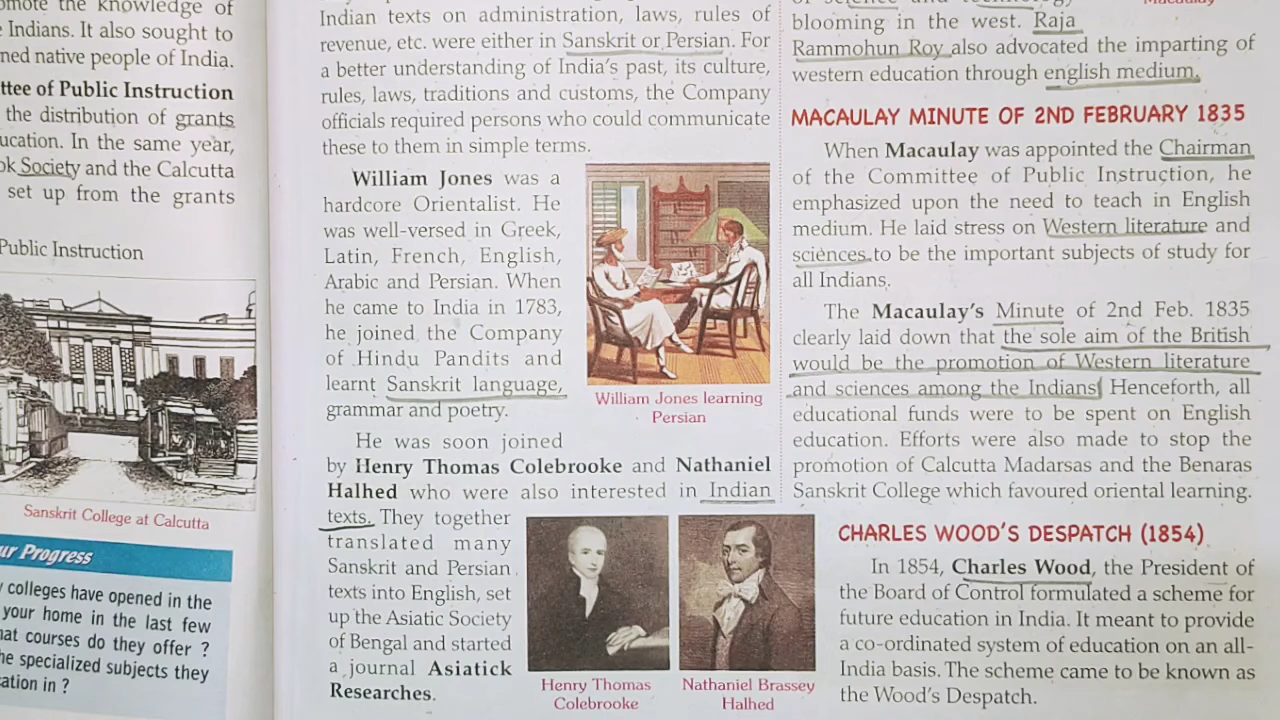 omote the knowledge of
Indians. It also sought to
ned native people of India.
ttee of Public Instruction
the distribution of grants
ucation. In the same year,
ok Society and the Calcutta
set up from the grants
Public Instruction
Sanskrit College at Calcutta
ur Progress
colleges have opened in the
your home in the last few
hat courses do they offer ?
he specialized subjects they
cation in ?
Indian texts on administration, laws, rules of
revenue, etc. were either in Sanskrit or Persian. For
a better understanding of India's past, its culture,
rules, laws, traditions and customs, the Company
officials required persons who could communicate
these to them in simple terms.
William Jones was a
hardcore Orientalist. He
was well-versed in Greek,
Latin, French, English,
Arabic and Persian. When
he came to India in 1783,
he joined the Company
of Hindu Pandits and
learnt Sanskrit language,
grammar and poetry.
William Jones learning
Persian
He was soon joined
by Henry Thomas Colebrooke and Nathaniel
Halhed who were also interested in Indian
texts. They together
translated many
Sanskrit and Persian
texts into English, set
up the Asiatic Society
of Bengal and started
a journal Asiatick
Researches.
Henry Thomas
Colebrooke
Nathaniel Brassey
Halhed
of science and technology
Macaulay
blooming in the west. Raja
Rammohun Roy also advocated the imparting of
western education through english medium.
MACAULAY MINUTE OF 2ND FEBRUARY 1835
When Macaulay was appointed the Chairman
of the Committee of Public Instruction, he
emphasized upon the need to teach in English
medium. He laid stress on Western literature and
sciences to be the important subjects of study for
all Indians.
The Macaulay's Minute of 2nd Feb. 1835
clearly laid down that the sole aim of the British
would be the promotion of Western literature
and sciences among the Indians. Henceforth, all
educational funds were to be spent on English
education. Efforts were also made to stop the
promotion of Calcutta Madarsas and the Benaras
Sanskrit College which favoured oriental learning.
CHARLES WOOD'S DESPATCH (1854)
In 1854, Charles Wood, the President of
the Board of Control formulated a scheme for
future education in India. It meant to provide
a co-ordinated system of education on an all-
India basis. The scheme came to be known as
the Wood's Despatch.